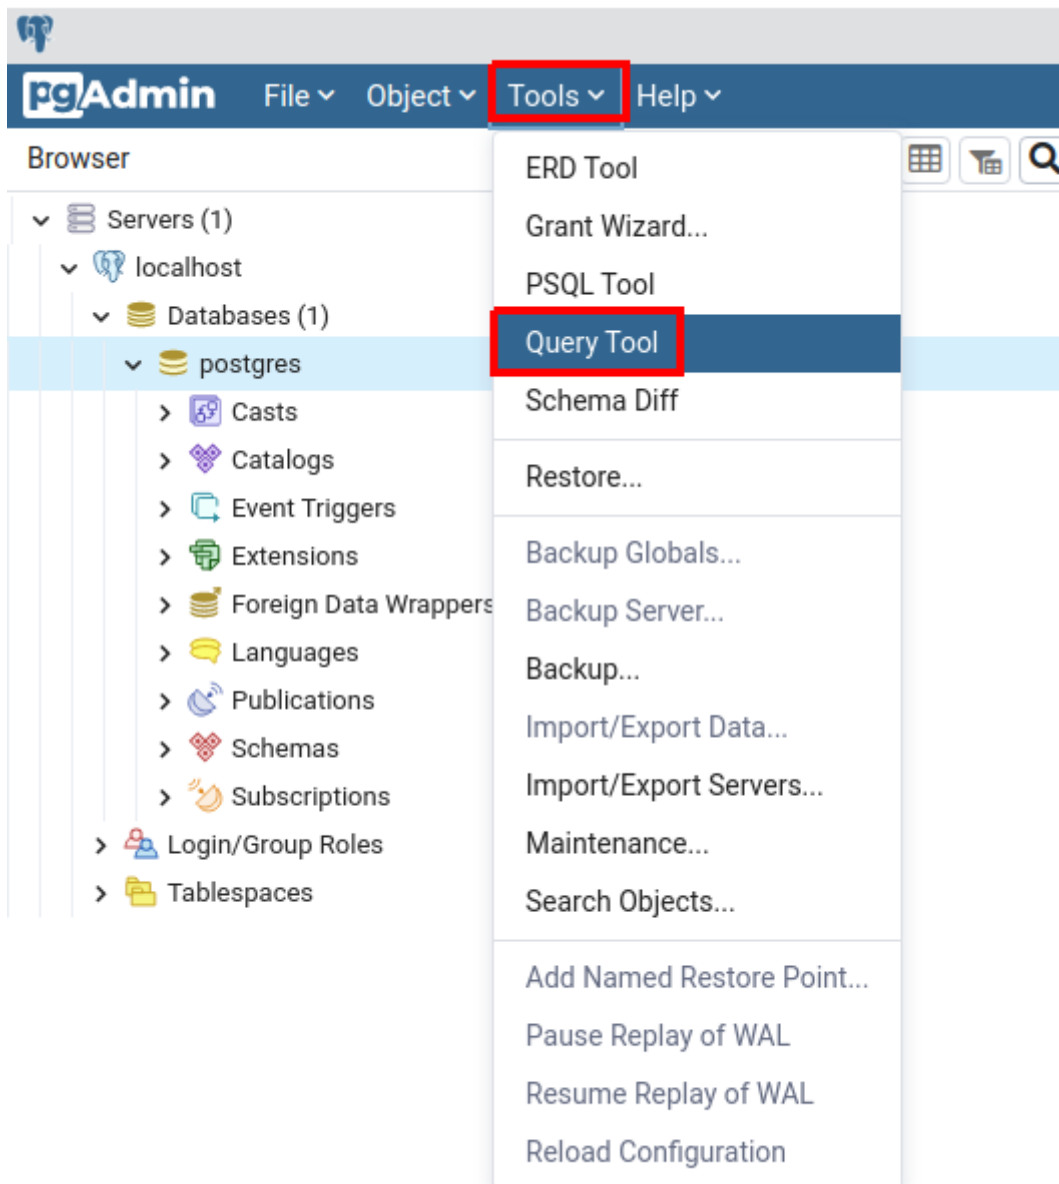 pgAdmin File Object Tools Help
Browser
Servers (1)
localhost
Databases (1)
postgres
Casts
Catalogs
Event Triggers
Extensions
Foreign Data Wrappers
Languages
Publications
Schemas
Subscriptions
Login/Group Roles
Tablespaces
ERD Tool
Grant Wizard...
PSQL Tool
Query Tool
Schema Diff
Restore...
Backup Globals...
Backup Server...
Backup...
Import/Export Data...
Import/Export Servers...
Maintenance...
Search Objects...
Add Named Restore Point...
Pause Replay of WAL
Resume Replay of WAL
Reload Configuration